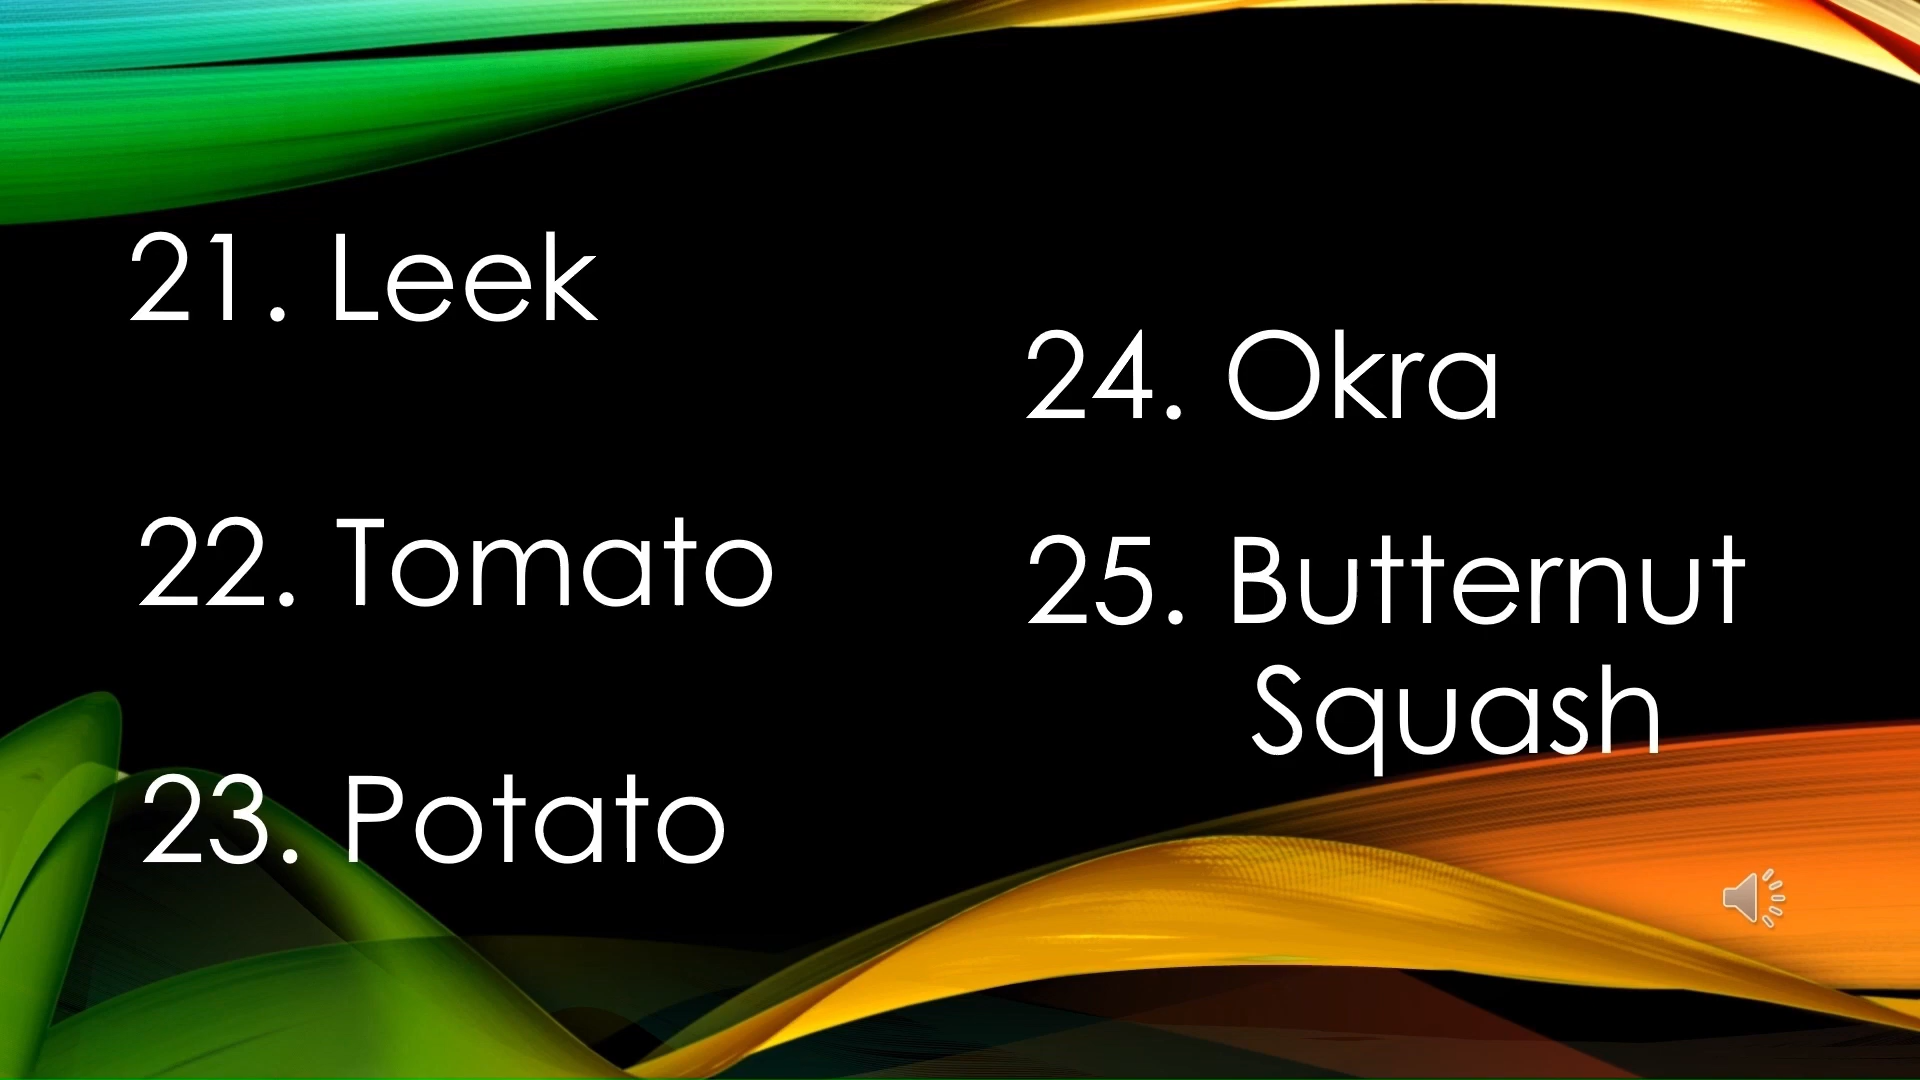 21. Leek
22. Tomato
23. Potato
24. Okra
25. Butternut
Squash